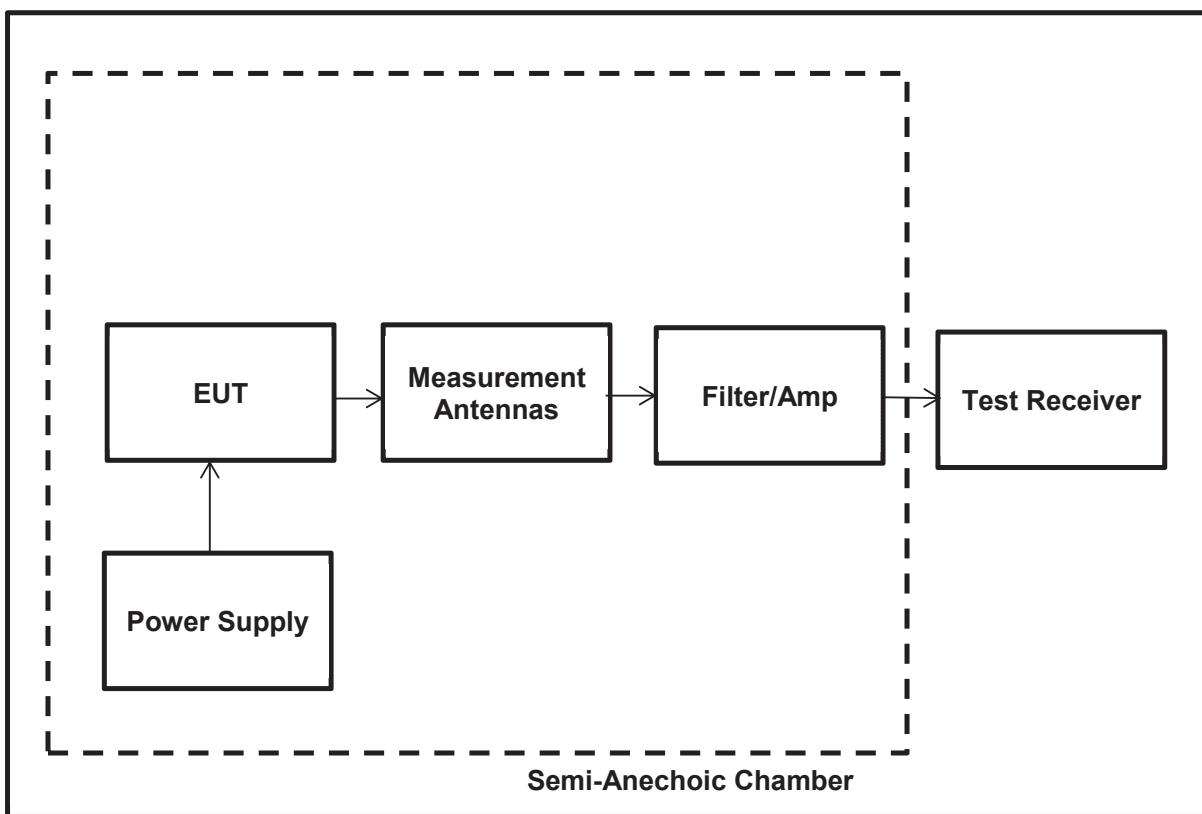 EUT
Measurement
Antennas
Filter/Amp
Test Receiver
Power Supply
Semi-Anechoic Chamber